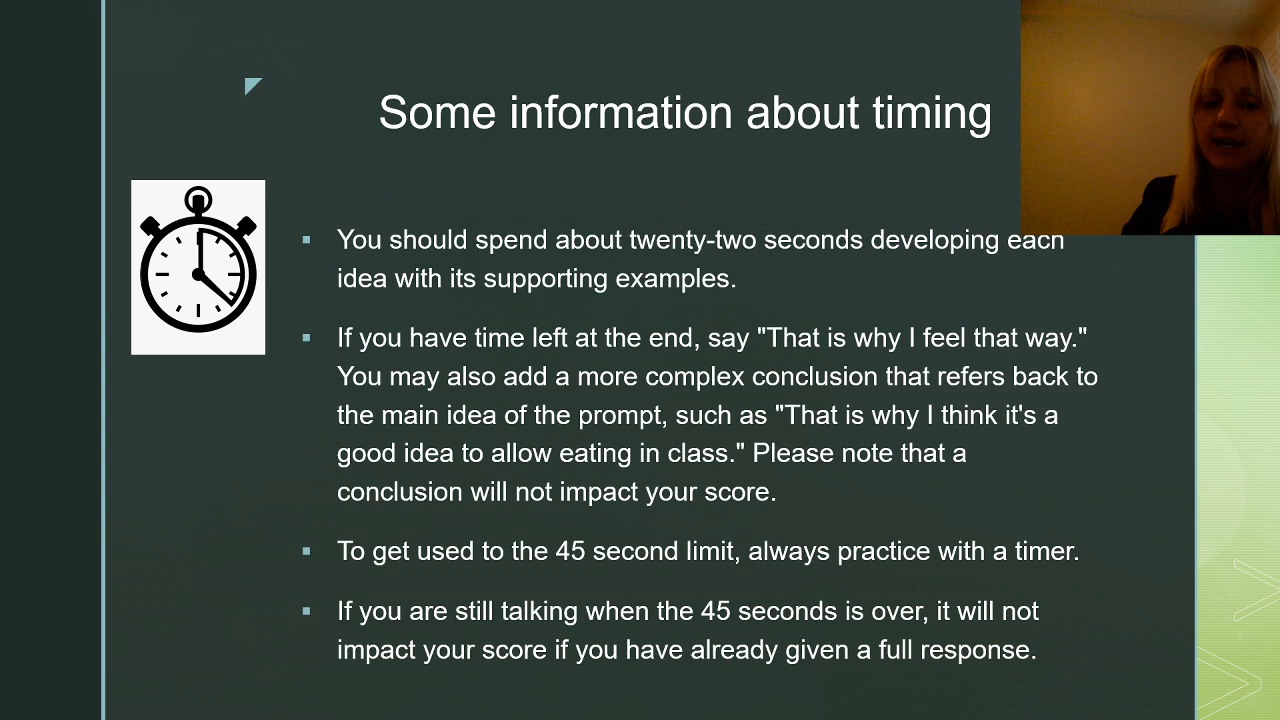 Some information about timing
▪ You should spend about twenty-two seconds developing each
idea with its supporting examples.
▪ If you have time left at the end, say "That is why I feel that way."
You may also add a more complex conclusion that refers back to
the main idea of the prompt, such as "That is why I think it's a
good idea to allow eating in class." Please note that a
conclusion will not impact your score.
▪ To get used to the 45 second limit, always practice with a timer.
▪ If you are still talking when the 45 seconds is over, it will not
impact your score if you have already given a full response.